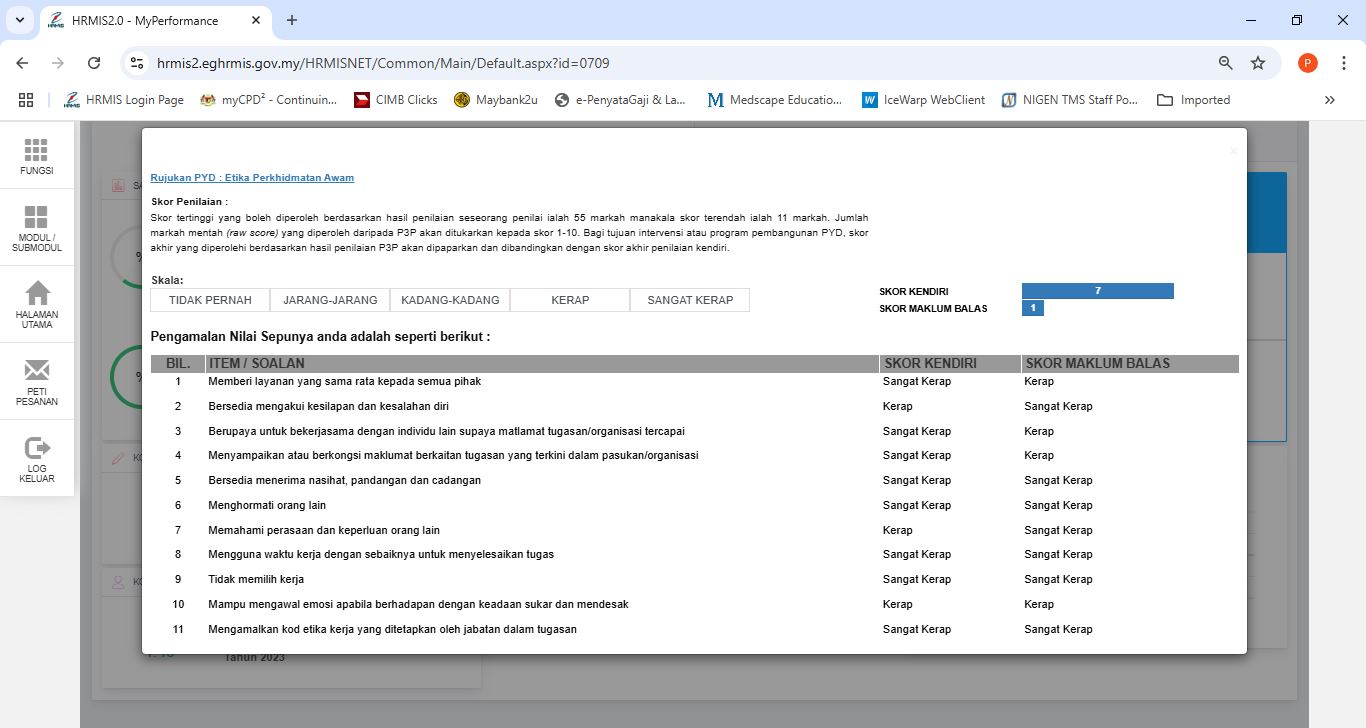 HRMIS2.0 - MyPerformance
hrmis2.eghrmis.gov.my/HRMISNET/Common/Main/Default.aspx?id=0709
P
HRMIS Login Page
myCPD² - Continuin...
CIMB Clicks
Maybank2u
e-PenyataGaji & La...
Medscape Educatio...
IceWarp WebClient
NIGEN TMS Staff Po...
Imported
FUNGSI
MODUL /
SUBMODUL
HALAMAN
UTAMA
PETI
PESANAN
LOG
KELUAR
Rujukan PYD : Etika Perkhidmatan Awam
Skor Penilaian :
Skor tertinggi yang boleh diperoleh berdasarkan hasil penilaian seseorang penilai ialah 55 markah manakala skor terendah ialah 11 markah. Jumlah
markah mentah (raw score) yang diperoleh daripada P3P akan ditukarkan kepada skor 1-10. Bagi tujuan intervensi atau program pembangunan PYD, skor
akhir yang diperolehi berdasarkan hasil penilaian P3P akan dipaparkan dan dibandingkan dengan skor akhir penilaian kendiri.
Skala:
TIDAK PERNAH JARANG-JARANG KADANG-KADANG KERAP SANGAT KERAP
SKOR KENDIRI 7
SKOR MAKLUM BALAS 1
Pengamalan Nilai Sepunya anda adalah seperti berikut :
BIL. ITEM / SOALAN SKOR KENDIRI SKOR MAKLUM BALAS
1 Memberi layanan yang sama rata kepada semua pihak Sangat Kerap Kerap
2 Bersedia mengakui kesilapan dan kesalahan diri Kerap Sangat Kerap
3 Berupaya untuk bekerjasama dengan individu lain supaya matlamat tugasan/organisasi tercapai Sangat Kerap Kerap
4 Menyampaikan atau berkongsi maklumat berkaitan tugasan yang terkini dalam pasukan/organisasi Sangat Kerap Kerap
5 Bersedia menerima nasihat, pandangan dan cadangan Sangat Kerap Sangat Kerap
6 Menghormati orang lain Sangat Kerap Sangat Kerap
7 Memahami perasaan dan keperluan orang lain Kerap Sangat Kerap
8 Mengguna waktu kerja dengan sebaiknya untuk menyelesaikan tugas Sangat Kerap Sangat Kerap
9 Tidak memilih kerja Sangat Kerap Sangat Kerap
10 Mampu mengawal emosi apabila berhadapan dengan keadaan sukar dan mendesak Kerap Kerap
11 Mengamalkan kod etika kerja yang ditetapkan oleh jabatan dalam tugasan Sangat Kerap Sangat Kerap
Tahun 2023